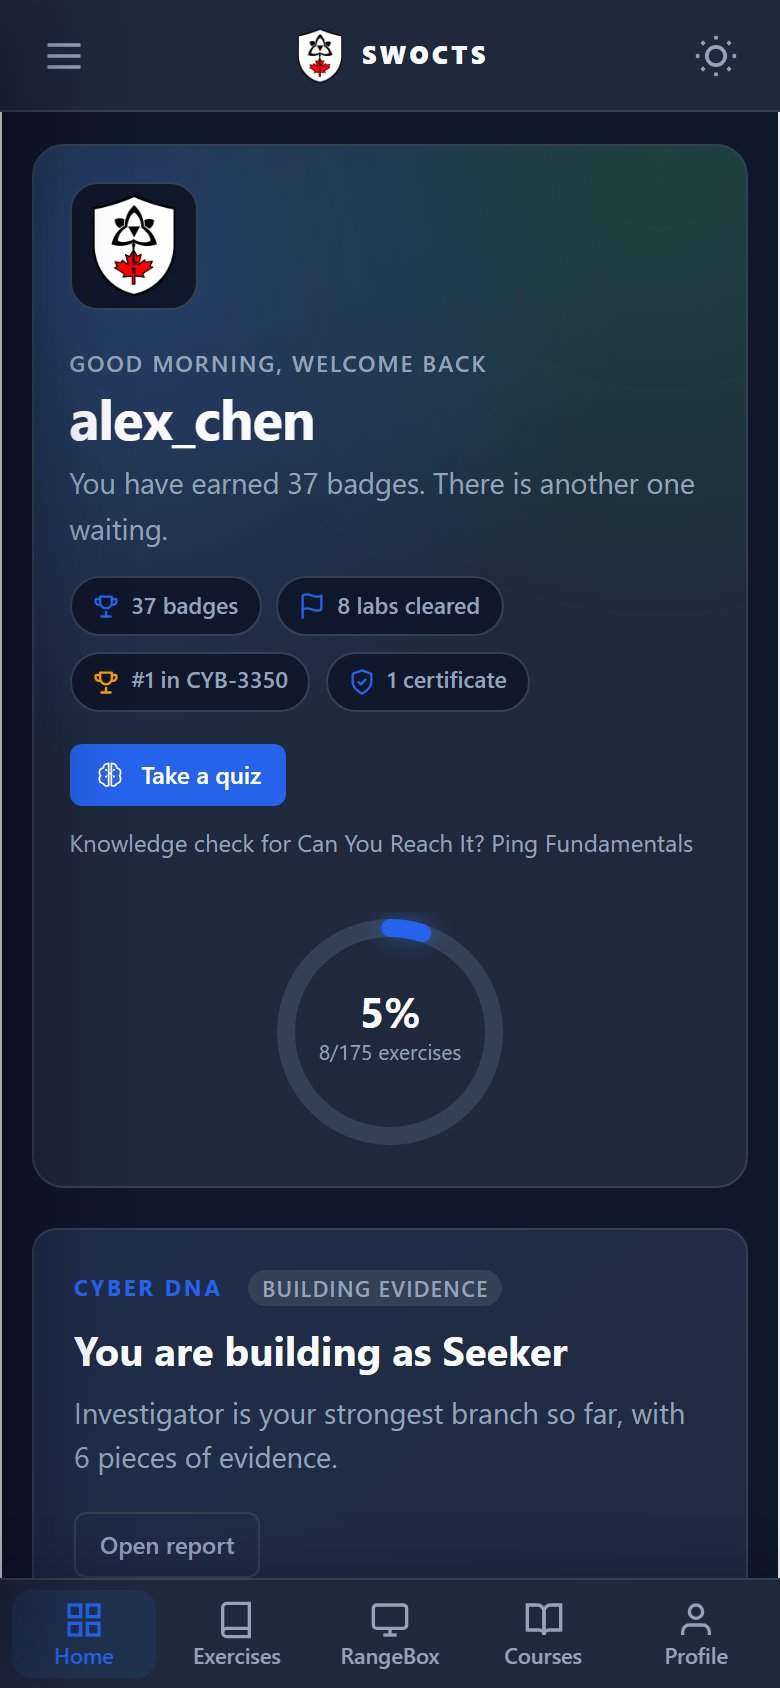 SWOCTS
GOOD MORNING, WELCOME BACK
alex_chen
You have earned 37 badges. There is another one
waiting.
37 badges
8 labs cleared
#1 in CYB-3350
1 certificate
Take a quiz
Knowledge check for Can You Reach It? Ping Fundamentals
5%
8/175 exercises
CYBER DNA
BUILDING EVIDENCE
You are building as Seeker
Investigator is your strongest branch so far, with
6 pieces of evidence.
Open report
Home
Exercises
RangeBox
Courses
Profile